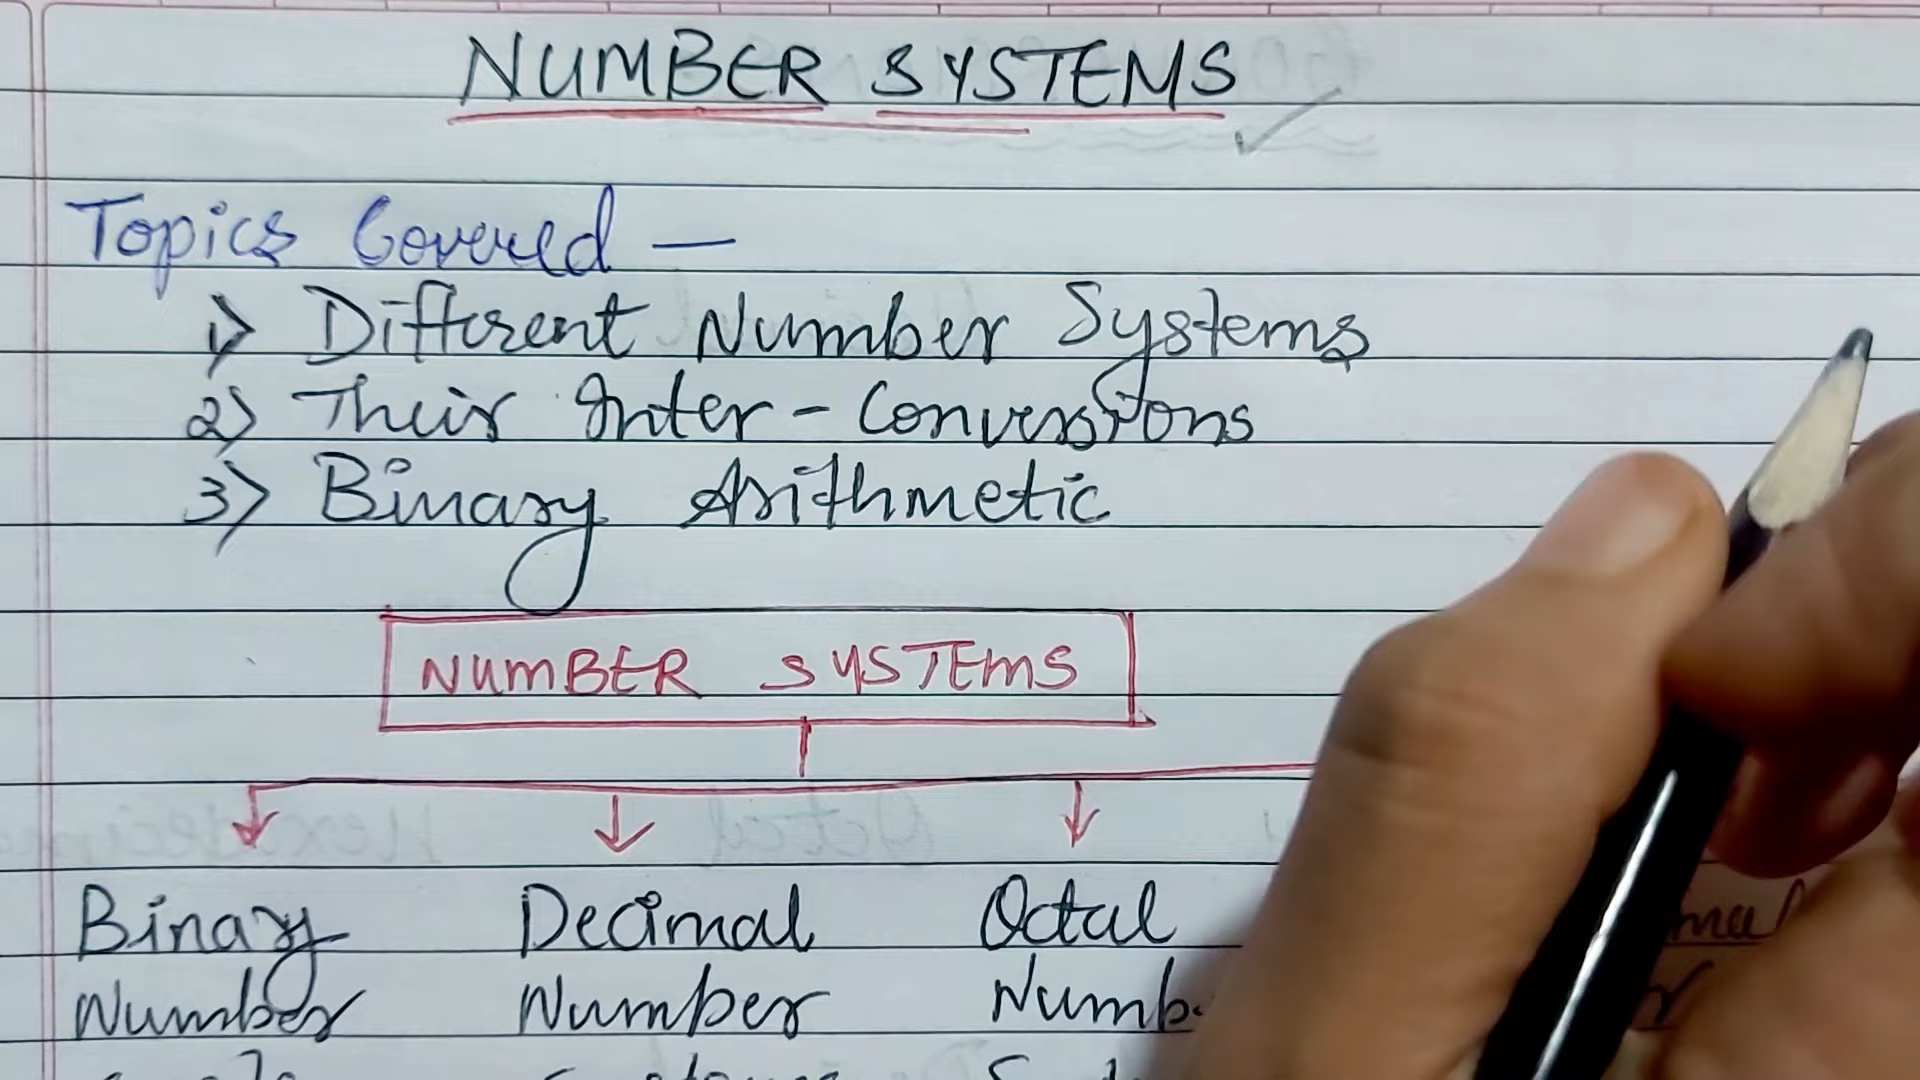 NUMBER SYSTEMS
Topics Covered —
1) Different Number Systems
2) Their Inter - Conversions
3) Binary Arithmetic
NUMBER SYSTEMS
Binary Decimal Octal
Number Number